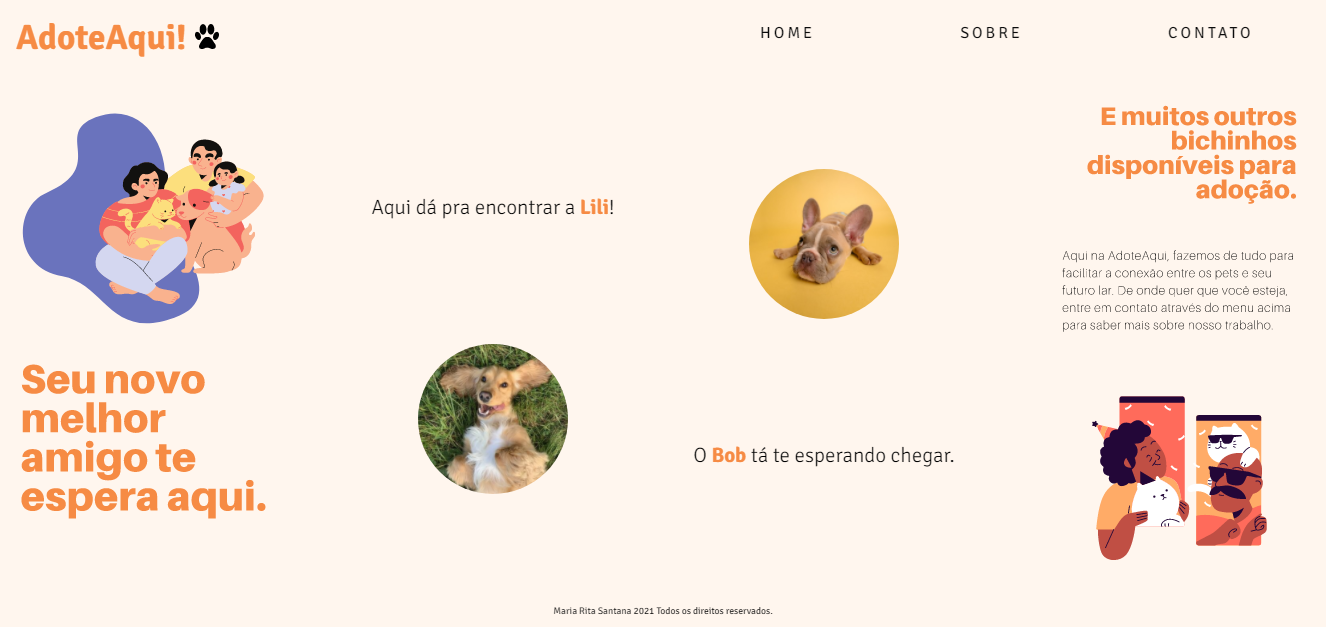 AdoteAqui!
HOME
SOBRE
CONTATO
Seu novo
melhor
amigo te
espera aqui.
Aqui dá pra encontrar a Lili!
O Bob tá te esperando chegar.
E muitos outros
bichinhos
disponíveis para
adoção.
Aqui na AdoteAqui, fazemos de tudo para
facilitar a conexão entre os pets e seu
futuro lar. De onde quer que você esteja,
entre em contato através do menu acima
para saber mais sobre nosso trabalho.
Maria Rita Santana 2021 Todos os direitos reservados.